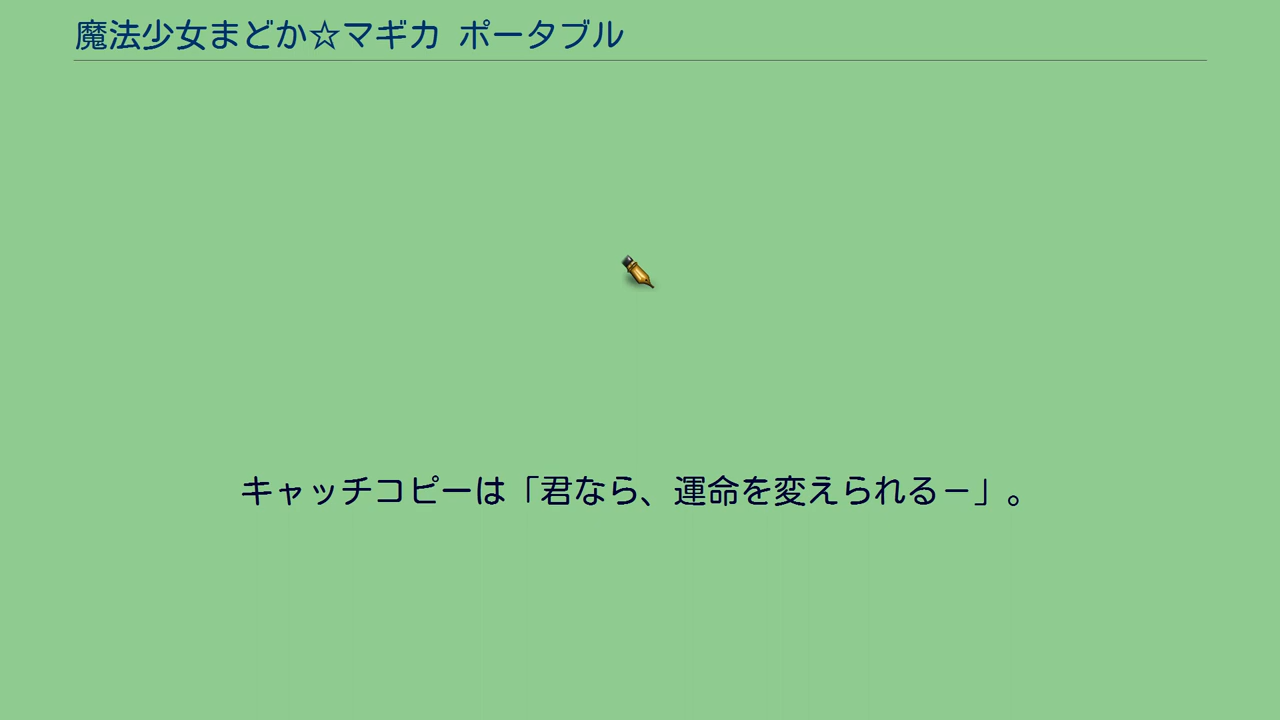 魔法少女まどか☆マギカ ポータブル
キャッチコピーは「君なら、運命を変えられる－」。